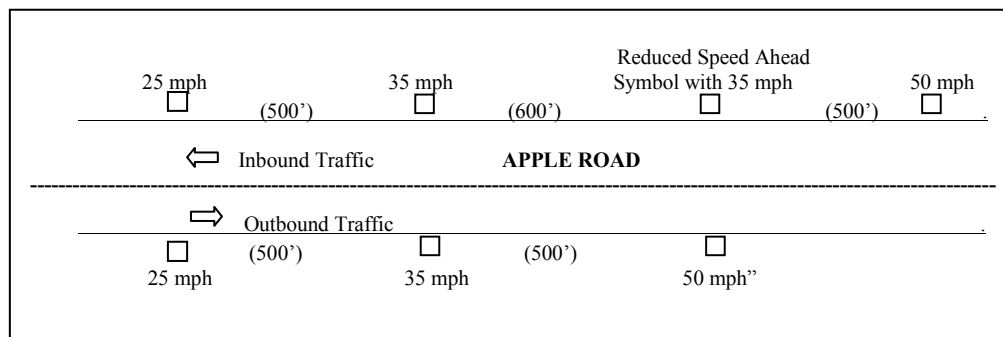 Reduced Speed Ahead
25 mph 35 mph Symbol with 35 mph 50 mph
(500’) (600’) (500’) .
Inbound Traffic APPLE ROAD
Outbound Traffic .
(500’) (500’)
25 mph 35 mph 50 mph”